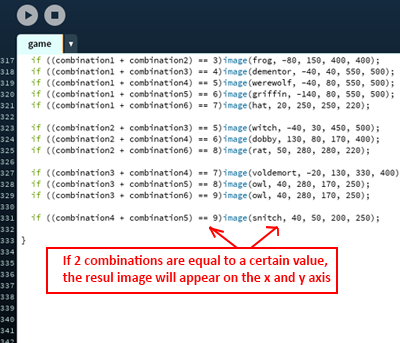 game
317 if ((combination1 + combination2) == 3)image(frog, -80, 150, 400, 400);
318 if ((combination1 + combination3) == 4)image(dementor, -40, 40, 550, 500);
319 if ((combination1 + combination4) == 5)image(werewolf, -40, 80, 550, 500);
320 if ((combination1 + combination5) == 6)image(griffin, -140, 80, 550, 500);
321 if ((combination1 + combination6) == 7)image(hat, 20, 250, 250, 220);
322
323 if ((combination2 + combination3) == 5)image(witch, -40, 30, 450, 500);
324 if ((combination2 + combination4) == 6)image(dobby, 130, 80, 170, 400);
325 if ((combination2 + combination6) == 8)image(rat, 50, 280, 280, 220);
326
327 if ((combination3 + combination4) == 7)image(voldemort, -20, 130, 330, 400)
328 if ((combination3 + combination5) == 8)image(owl, 40, 280, 170, 250);
329 if ((combination3 + combination6) == 9)image(owl, 40, 280, 170, 250);
330
331 if ((combination4 + combination5) == 9)image(snitch, 40, 50, 200, 250);
332
333 }
334
335
336
337
338
339
340
341
342
If 2 combinations are equal to a certain value,
the resul image will appear on the x and y axis